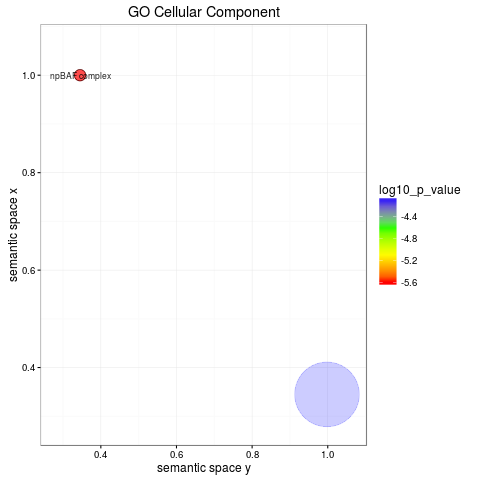 GO Cellular Component
npBAF complex
1.0
0.8
0.6
0.4
semantic space x
0.4
0.6
0.8
1.0
semantic space y
log10_p_value
-4.4
-4.8
-5.2
-5.6